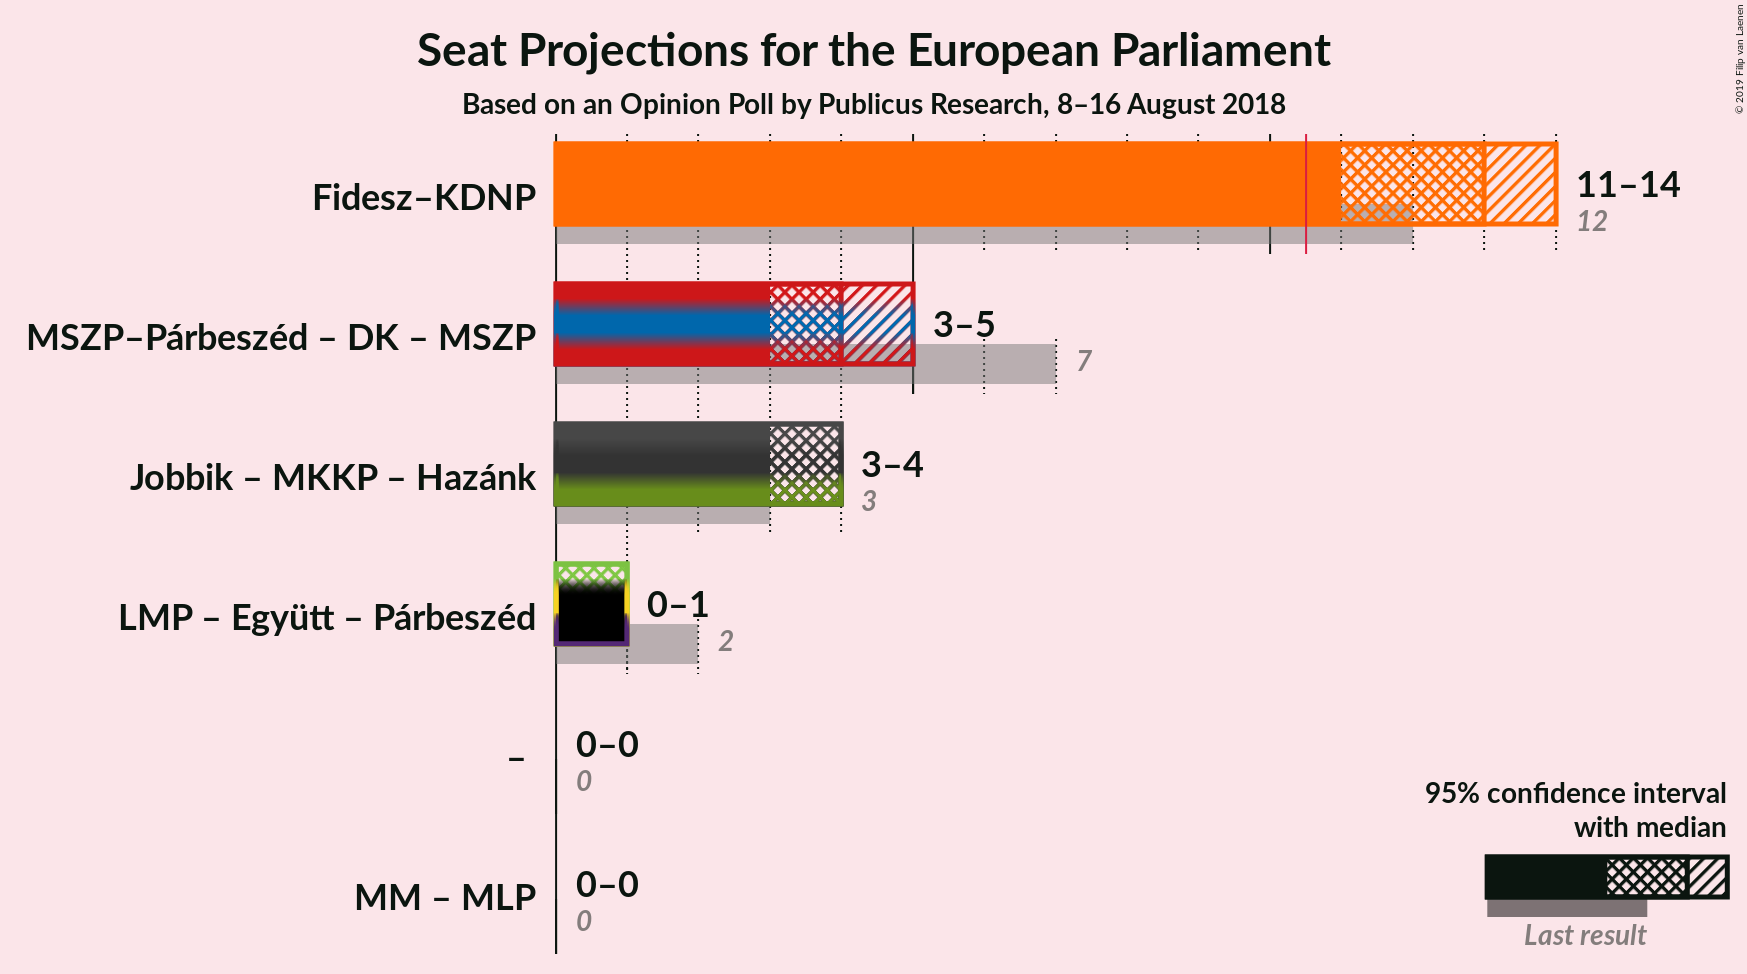 Seat Projections for the European Parliament
Based on an Opinion Poll by Publicus Research, 8–16 August 2018
© 2019 Filip van Laenen
Fidesz–KDNP
11–14
12
MSZP–Párbeszéd – DK – MSZP
3–5
7
Jobbik – MKKP – Hazánk
3–4
3
LMP – Együtt – Párbeszéd
0–1
2
–
0–0
0
MM – MLP
0–0
0
95% confidence interval
with median
Last result